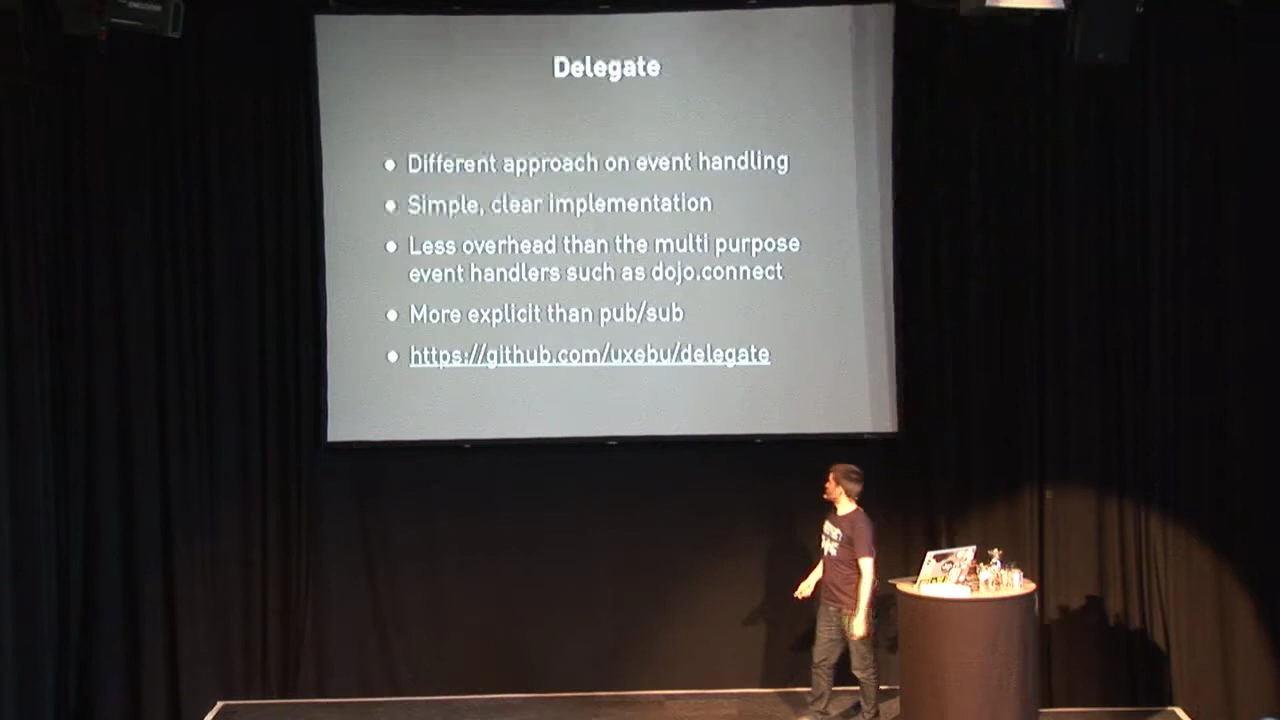 Delegate
Different approach on event handling
Simple, clear implementation
Less overhead than the multi purpose
event handlers such as dojo.connect
More explicit than pub/sub
https://github.com/uxebu/delegate